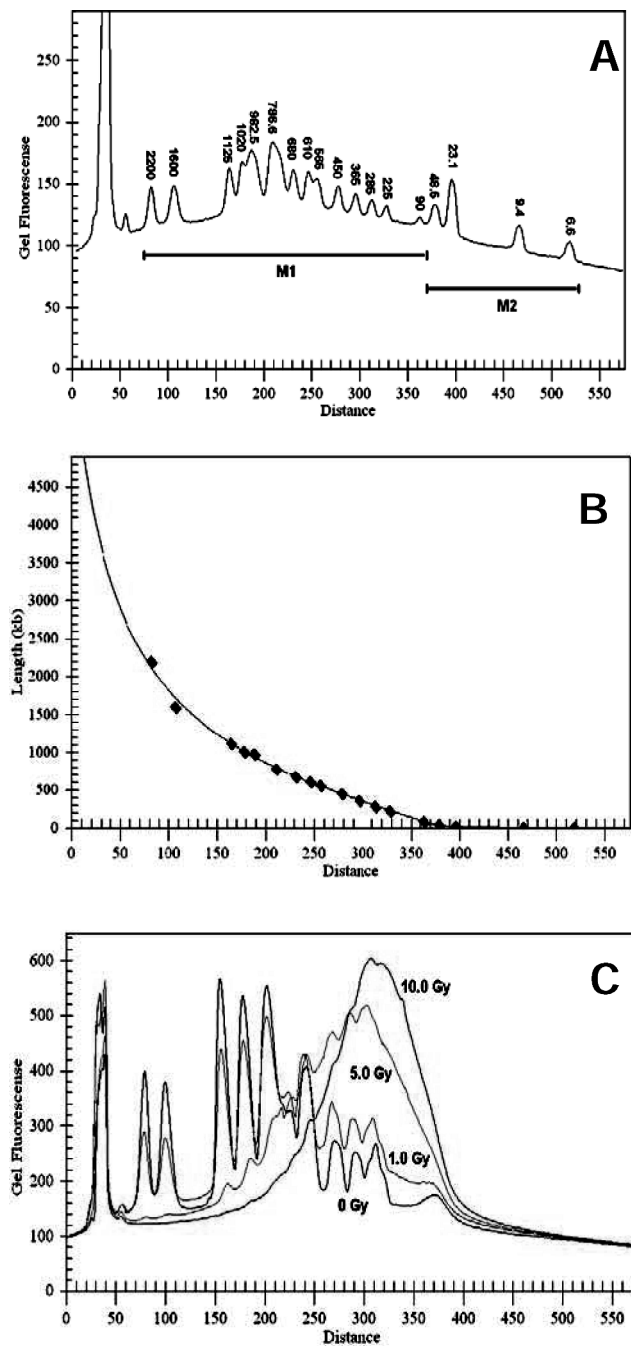 A
Gel Fluorescense
250
200
150
100
50
0
2200
1600
1125
1020
982.5
786.5
680
610
565
450
365
285
225
90
48.5
23.1
9.4
6.6
M1
M2
0 50 100 150 200 250 300 350 400 450 500 550
Distance
B
Length (kb)
4500
4000
3500
3000
2500
2000
1500
1000
500
0
0 50 100 150 200 250 300 350 400 450 500 550
Distance
C
Gel Fluorescense
600
500
400
300
200
100
0
10.0 Gy
5.0 Gy
1.0 Gy
0 Gy
0 50 100 150 200 250 300 350 400 450 500 550
Distance